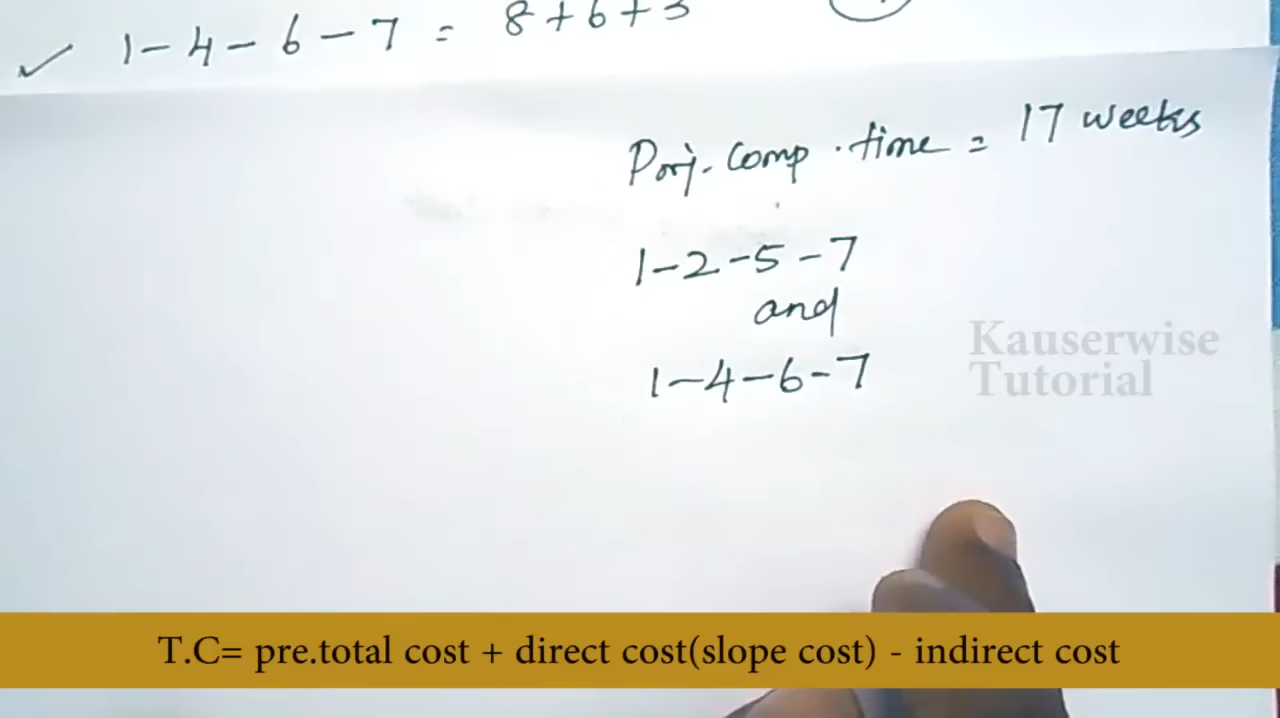 ✓ 1-4-6-7 = 8+6+3
Porj. Comp. time = 17 weeks
1-2-5-7
and
1-4-6-7
Kauserwise
Tutorial
T.C= pre.total cost + direct cost(slope cost) - indirect cost